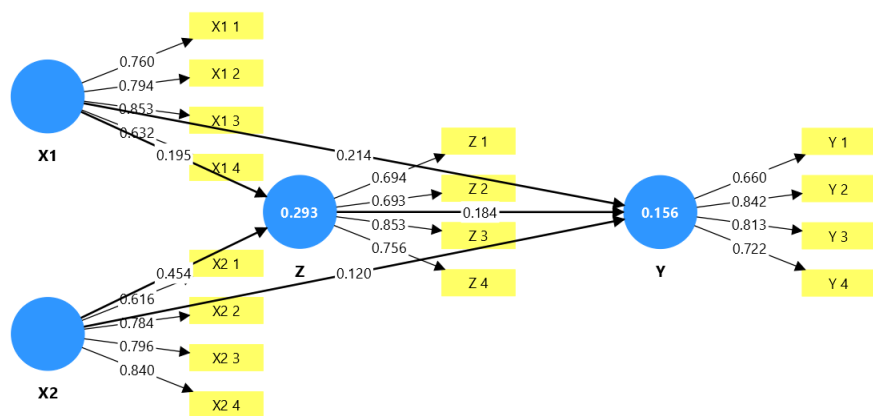 X1 1
0.760
X1 2
0.794
0.853
X1 3
0.632
X1
0.195
X1 4
0.214
Z 1
0.694
Z 2
0.693
0.293
0.184
0.853
Z 3
0.756
Z
Z 4
Y 1
0.660
Y 2
0.842
0.156
0.813
Y 3
0.722
Y
Y 4
X2 1
0.454
0.120
0.616
X2 2
0.784
0.796
X2 3
0.840
X2
X2 4